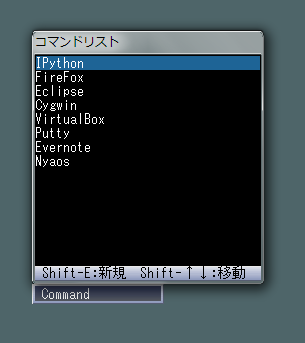 コマンドリスト
IPython
FireFox
Eclipse
Cygwin
VirtualBox
Putty
Evernote
Nyaos
Shift-E:新規 Shift-↑↓:移動
Command